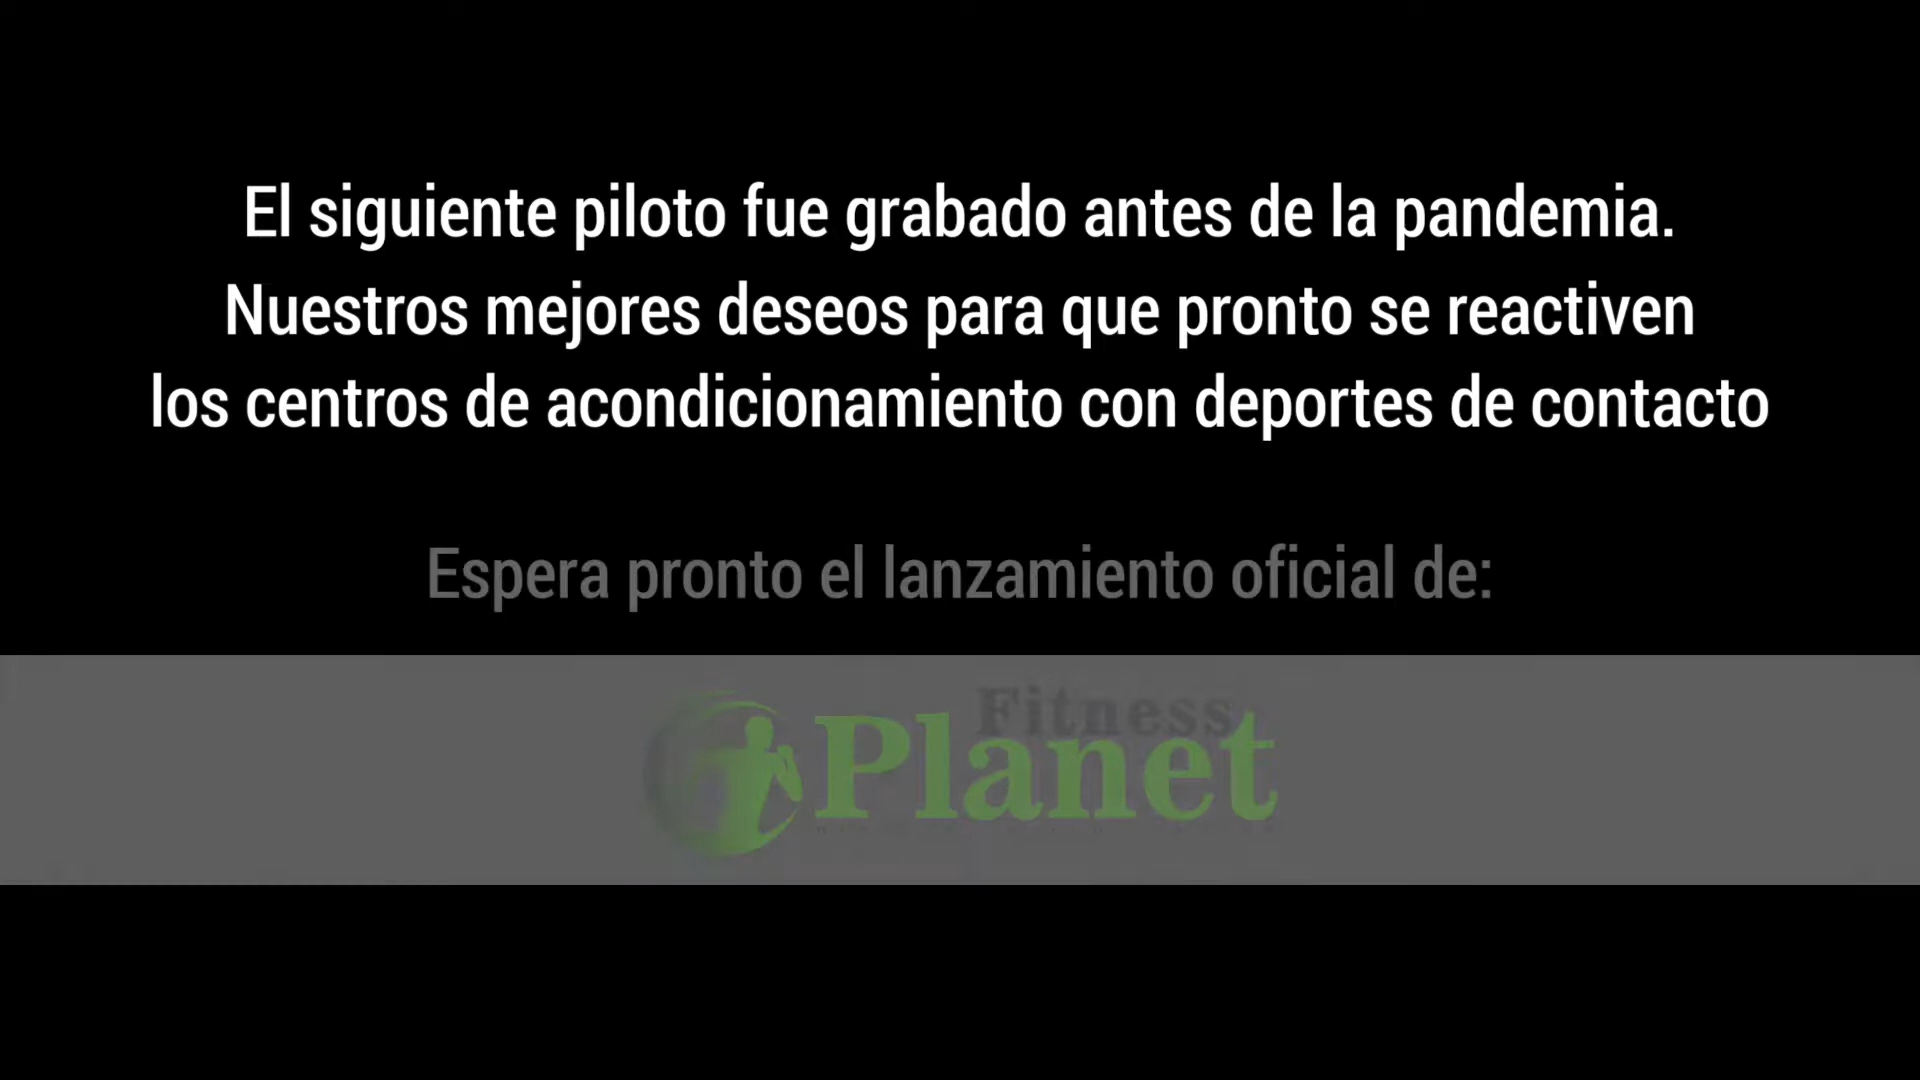 El siguiente piloto fue grabado antes de la pandemia.
Nuestros mejores deseos para que pronto se reactiven
los centros de acondicionamiento con deportes de contacto
Espera pronto el lanzamiento oficial de:
Fitness
Planet